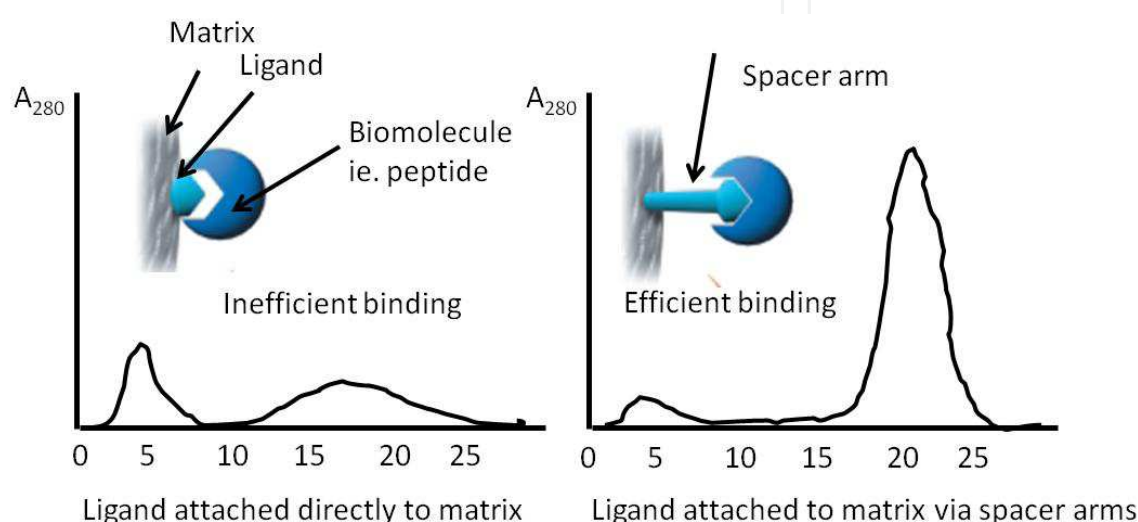 Matrix
Ligand
A280
Biomolecule
ie. peptide
Inefficient binding
0 5 10 15 20 25
Ligand attached directly to matrix
Spacer arm
A280
Efficient binding
0 5 10 15 20 25
Ligand attached to matrix via spacer arms